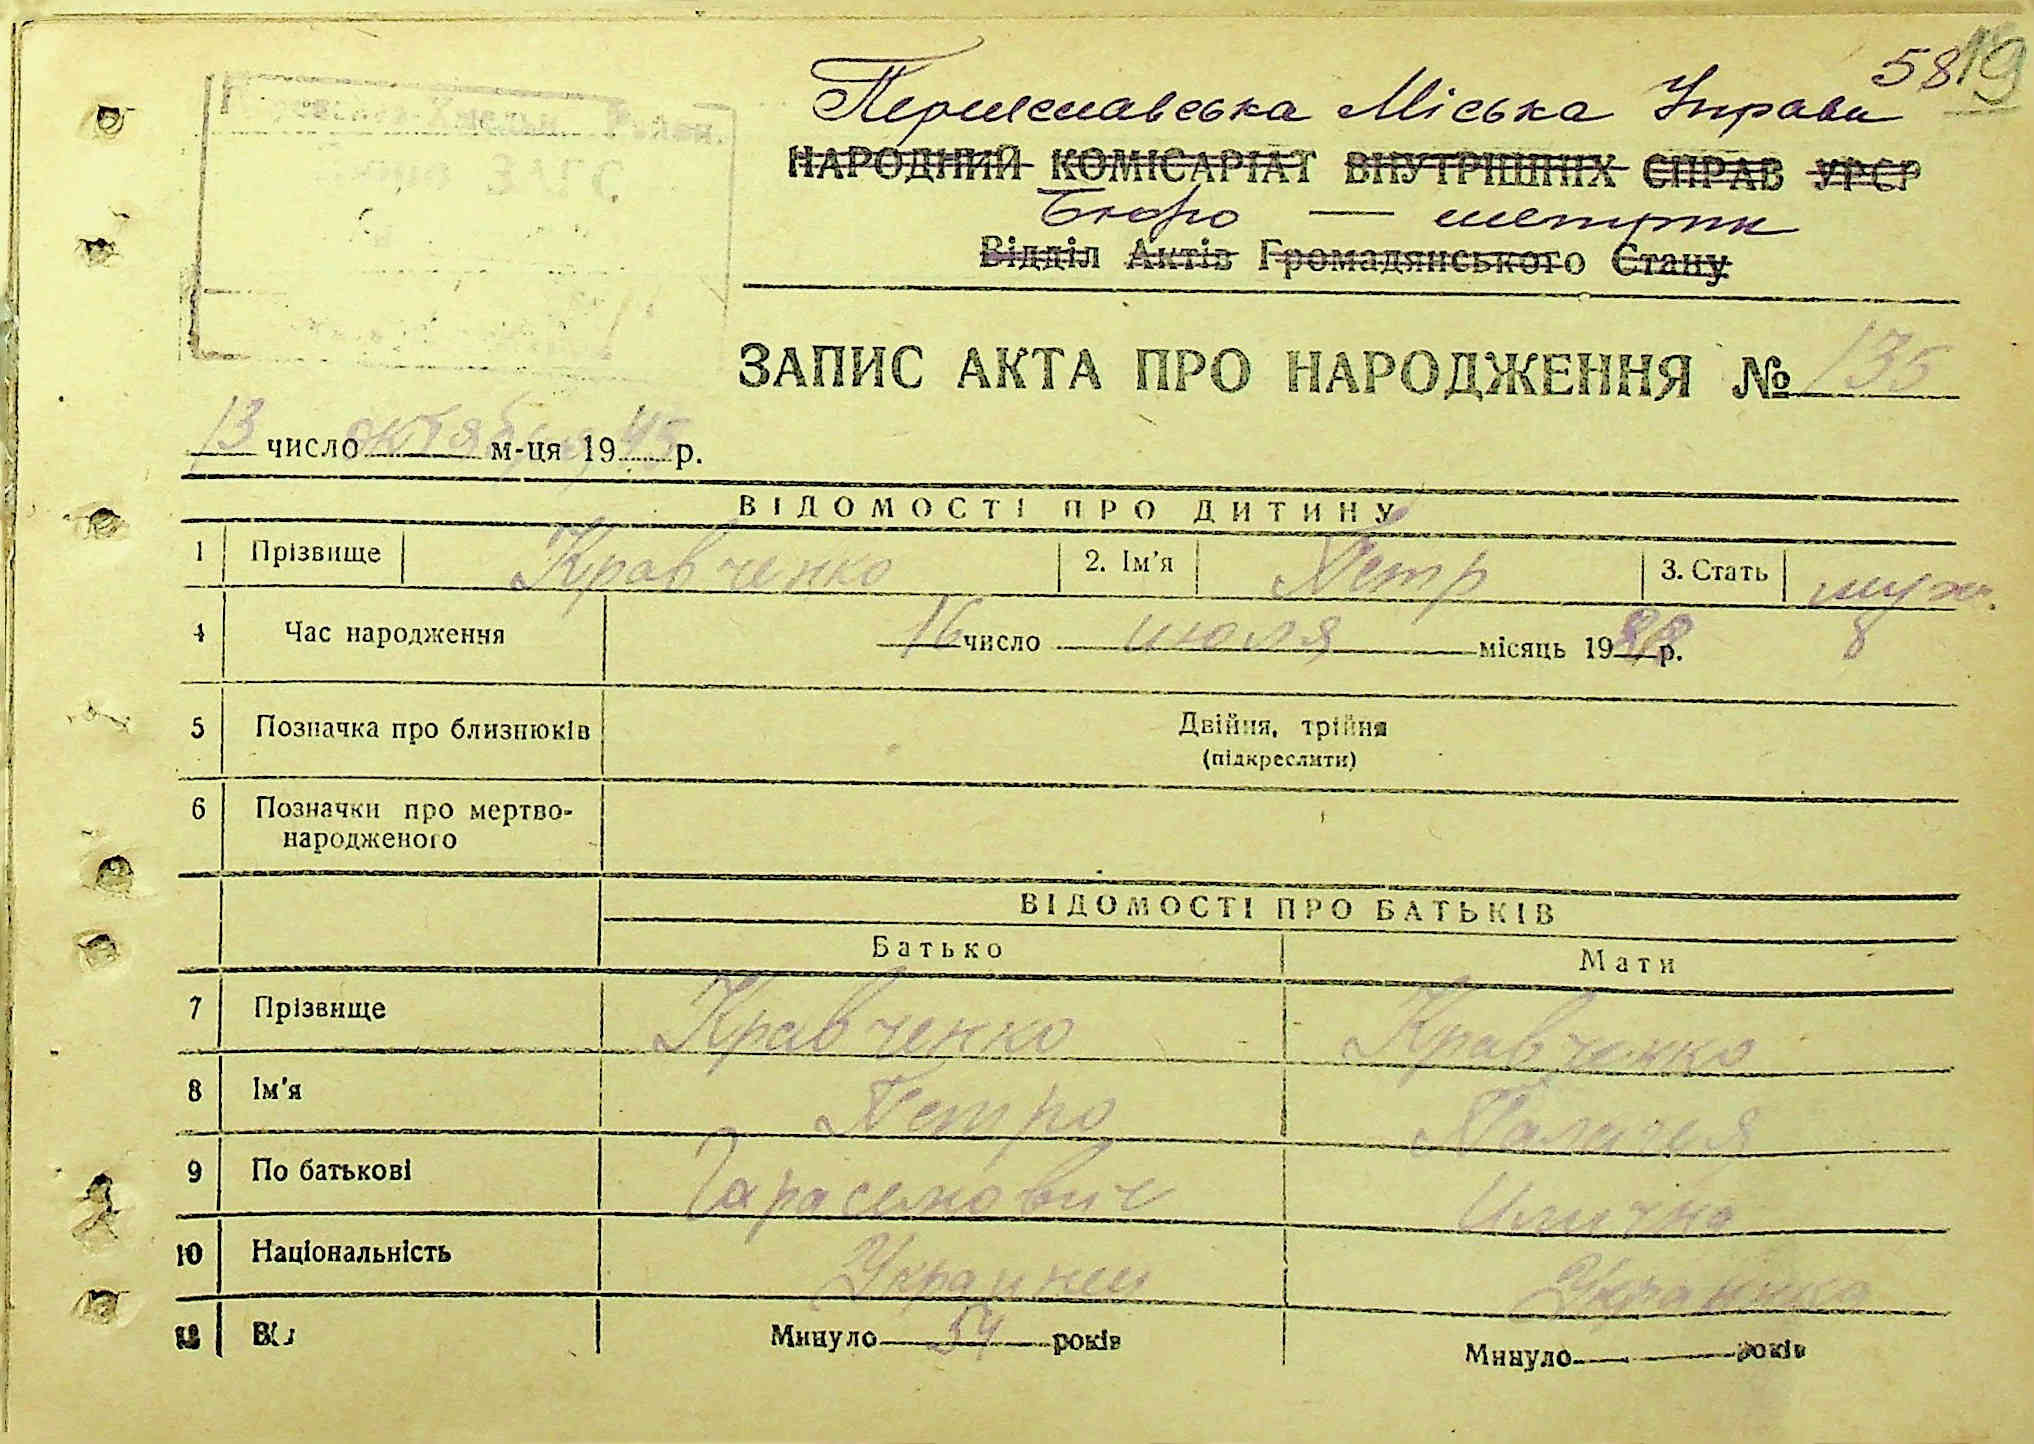 58 19
Переяславська Міська Управа
НАРОДНИЙ КОМІСАРІАТ ВНУТРІШНІХ СПРАВ УРСР
Бюро — метрик
Відділ Актів Громадянського Стану
ЗАПИС АКТА ПРО НАРОДЖЕННЯ № 135
13 число октября м-ця 1945 р.
ВІДОМОСТІ ПРО ДИТИНУ
1 Прізвище Кравченко 2. Ім'я Петр 3. Стать муж.
4 Час народження 16 число июля місяць 19 р. 8
5 Позначка про близнюків Двійня, трійня
(підкреслити)
6 Позначки про мертво-
народженого
ВІДОМОСТІ ПРО БАТЬКІВ
Батько Мати
7 Прізвище Кравченко Кравченко
8 Ім'я Петро
9 По батькові Тарасенович
10 Національність Украинец Украинка
Минуло 54 років Минуло років